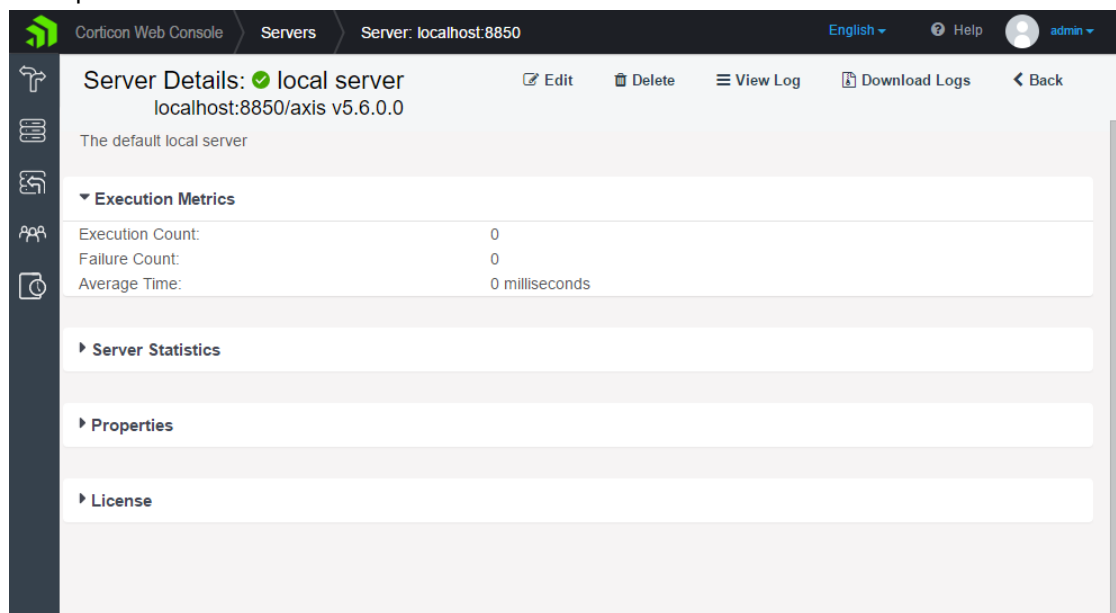 Corticon Web Console Servers Server: localhost:8850 English Help admin
Server Details: local server Edit Delete View Log Download Logs Back
localhost:8850/axis v5.6.0.0
The default local server
Execution Metrics
Execution Count: 0
Failure Count: 0
Average Time: 0 milliseconds
Server Statistics
Properties
License